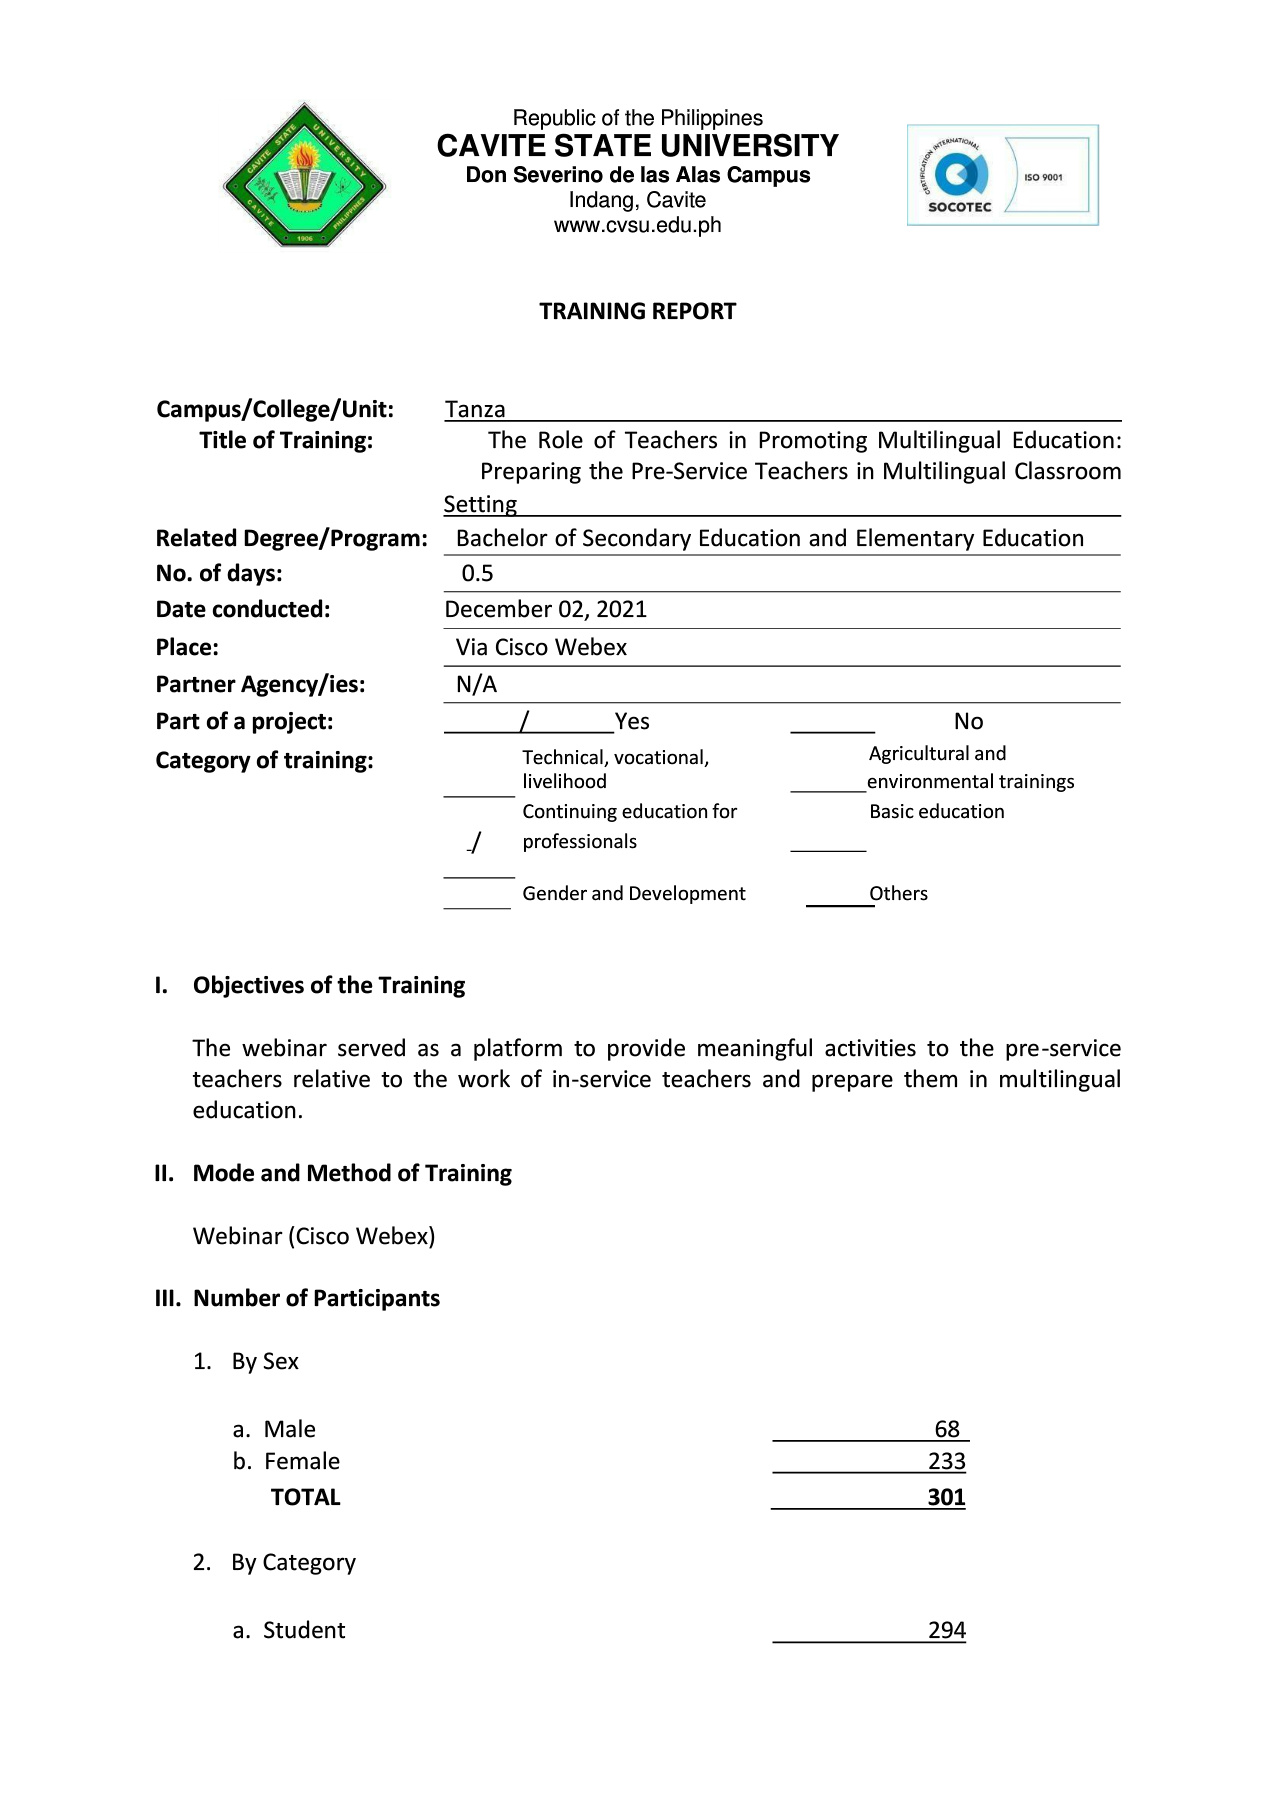 CAVITE STATE UNIVERSITY
CAVITE PHILIPPINES
1906
Republic of the Philippines
CAVITE STATE UNIVERSITY
Don Severino de las Alas Campus
Indang, Cavite
www.cvsu.edu.ph
CERTIFICATION INTERNATIONAL
SOCOTEC
ISO 9001
TRAINING REPORT
Campus/College/Unit: Tanza
Title of Training: The Role of Teachers in Promoting Multilingual Education:
Preparing the Pre-Service Teachers in Multilingual Classroom
Setting
Related Degree/Program: Bachelor of Secondary Education and Elementary Education
No. of days: 0.5
Date conducted: December 02, 2021
Place: Via Cisco Webex
Partner Agency/ies: N/A
Part of a project: / Yes No
Category of training: Technical, vocational, Agricultural and
livelihood environmental trainings
Continuing education for Basic education
/ professionals
Gender and Development Others
I. Objectives of the Training
The webinar served as a platform to provide meaningful activities to the pre-service
teachers relative to the work of in-service teachers and prepare them in multilingual
education.
II. Mode and Method of Training
Webinar (Cisco Webex)
III. Number of Participants
1. By Sex
a. Male 68
b. Female 233
TOTAL 301
2. By Category
a. Student 294